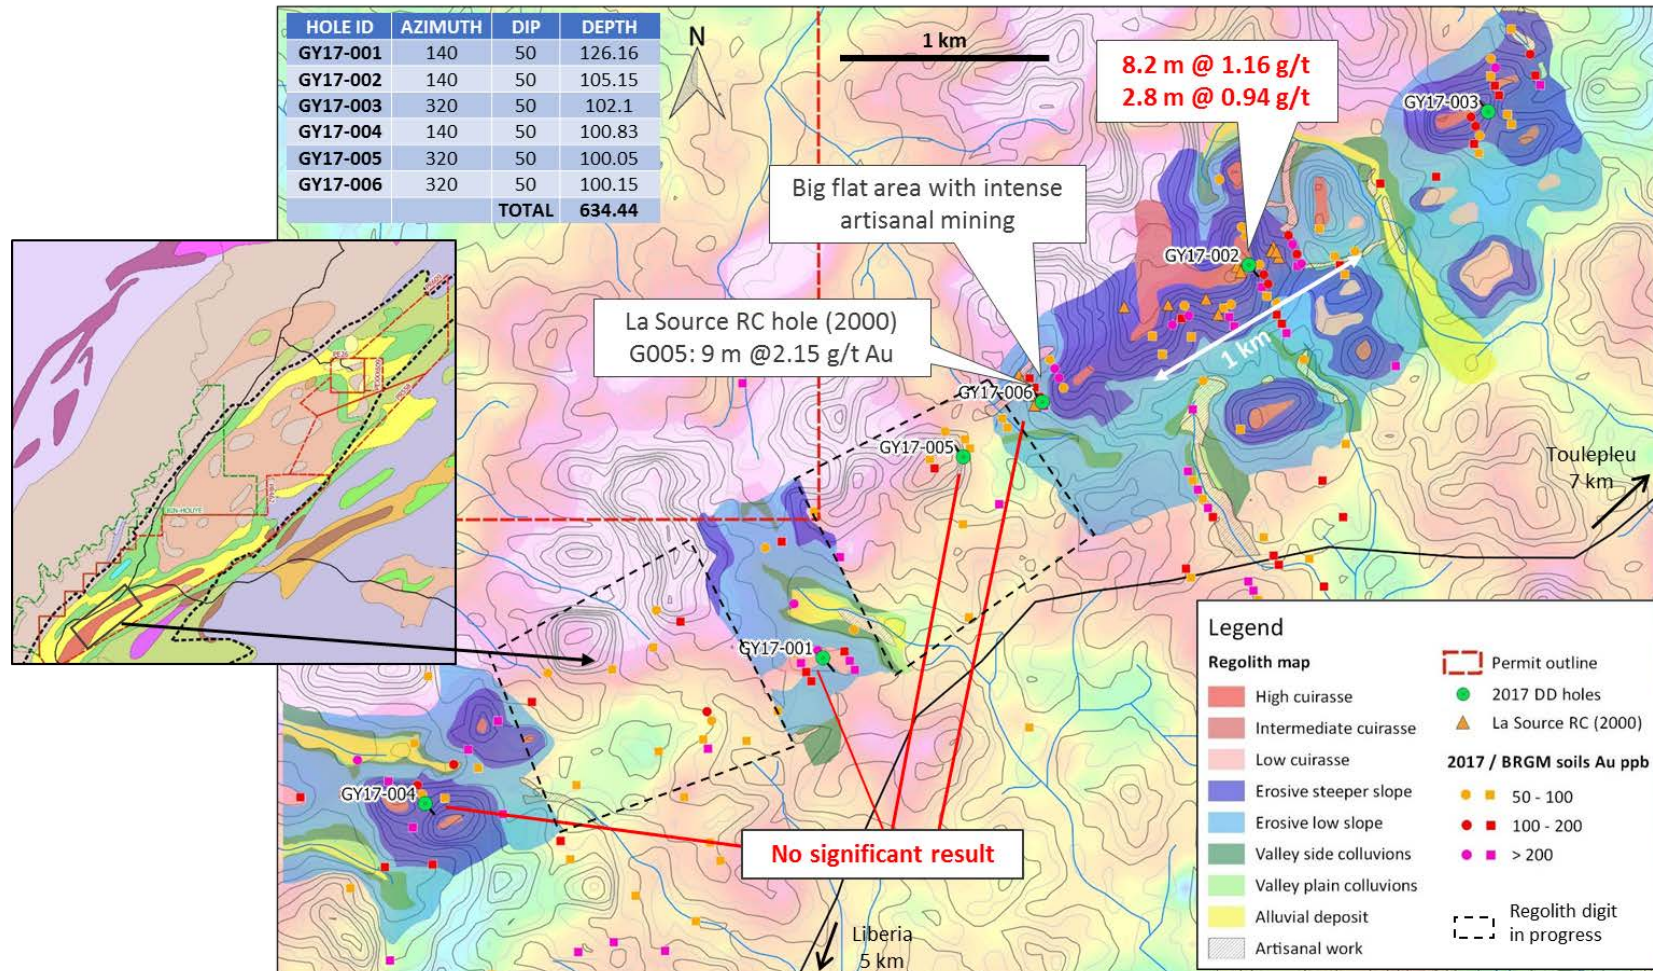 HOLE ID AZIMUTH DIP DEPTH
GY17-001 140 50 126.16
GY17-002 140 50 105.15
GY17-003 320 50 102.1
GY17-004 140 50 100.83
GY17-005 320 50 100.05
GY17-006 320 50 100.15
TOTAL 634.44
N
1 km
8.2 m @ 1.16 g/t
2.8 m @ 0.94 g/t
GY17-003
Big flat area with intense
artisanal mining
GY17-002
La Source RC hole (2000)
G005: 9 m @2.15 g/t Au
1 km
GY17-006
GY17-005
Toulepleu
7 km
BIN-HOUYÉ
GY17-001
GY17-004
No significant result
Liberia
5 km
Legend
Regolith map
High cuirasse
Intermediate cuirasse
Low cuirasse
Erosive steeper slope
Erosive low slope
Valley side colluvions
Valley plain colluvions
Alluvial deposit
Artisanal work
Permit outline
2017 DD holes
La Source RC (2000)
2017 / BRGM soils Au ppb
50 - 100
100 - 200
> 200
Regolith digit
in progress